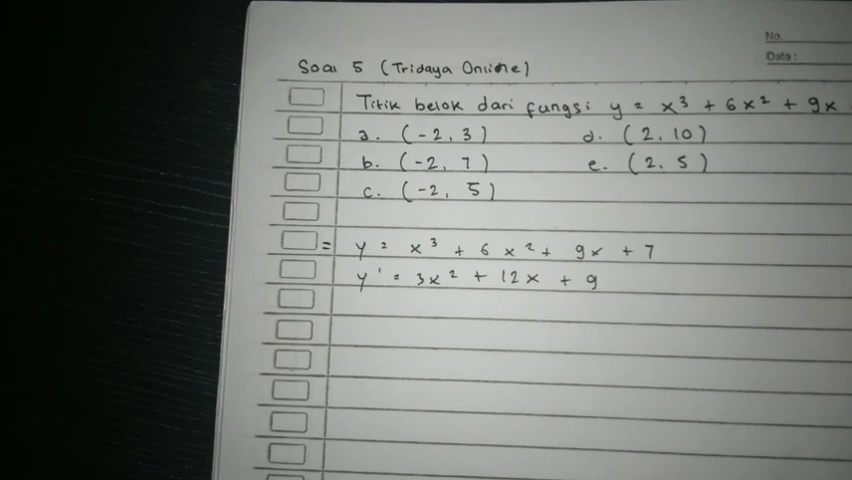 No.
Date:
Soal 5 (Tridaya Online)
Titik belok dari fungsi y = x³ + 6x² + 9x
a. (-2, 3) d. (2, 10)
b. (-2, 7) e. (2, 5)
c. (-2, 5)
= y = x³ + 6x² + 9x + 7
y' = 3x² + 12x + 9